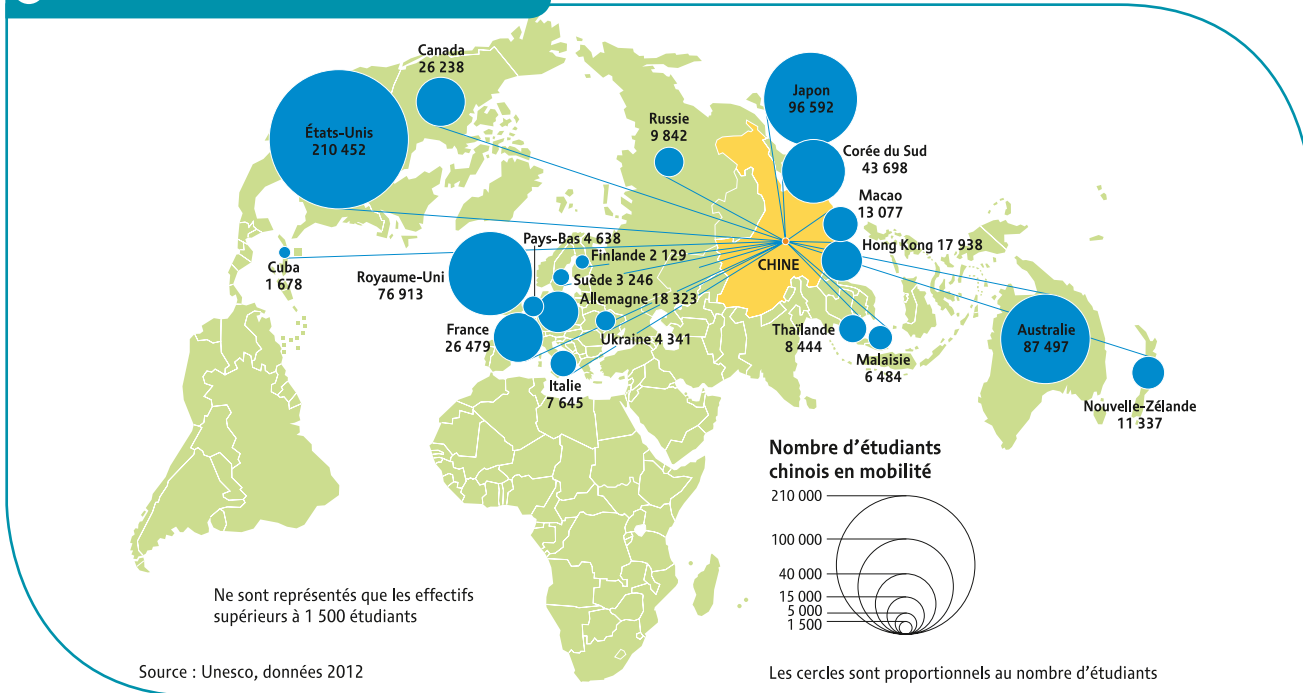 Canada
26 238
États-Unis
210 452
Russie
9 842
Japon
96 592
Corée du Sud
43 698
Macao
13 077
Hong Kong 17 938
CHINE
Cuba
1 678
Royaume-Uni
76 913
Pays-Bas 4 638
Finlande 2 129
Suède 3 246
Allemagne 18 323
France
26 479
Ukraine 4 341
Italie
7 645
Thaïlande
8 444
Malaisie
6 484
Australie
87 497
Nouvelle-Zélande
11 337
Nombre d’étudiants
chinois en mobilité
210 000
100 000
40 000
15 000
5 000
1 500
Ne sont représentés que les effectifs
supérieurs à 1 500 étudiants
Source : Unesco, données 2012
Les cercles sont proportionnels au nombre d’étudiants